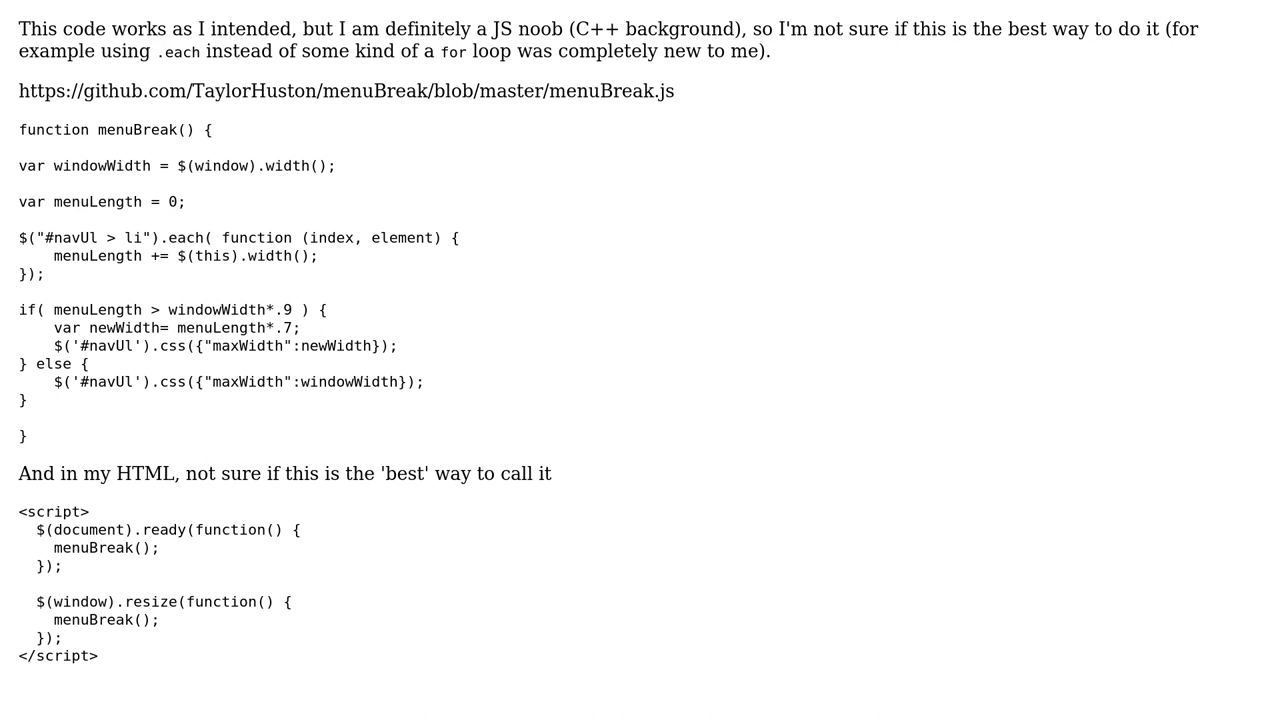 This code works as I intended, but I am definitely a JS noob (C++ background), so I'm not sure if this is the best way to do it (for
example using .each instead of some kind of a for loop was completely new to me).
https://github.com/TaylorHuston/menuBreak/blob/master/menuBreak.js
function menuBreak() {
var windowWidth = $(window).width();
var menuLength = 0;
$("#navUl > li").each( function (index, element) {
    menuLength += $(this).width();
});
if( menuLength > windowWidth*.9 ) {
    var newWidth= menuLength*.7;
    $('#navUl').css({"maxWidth":newWidth});
} else {
    $('#navUl').css({"maxWidth":windowWidth});
}
}
And in my HTML, not sure if this is the 'best' way to call it
<script>
  $(document).ready(function() {
    menuBreak();
  });
  $(window).resize(function() {
    menuBreak();
  });
</script>